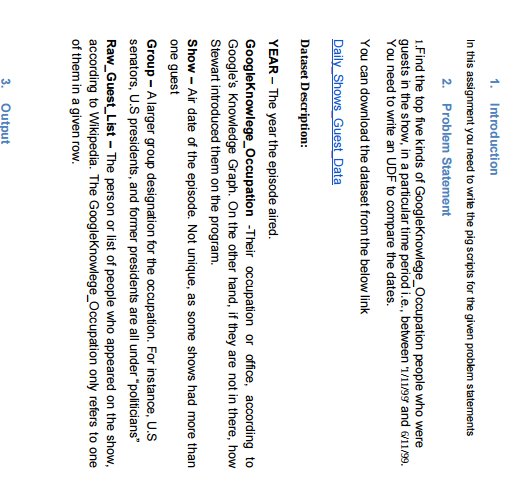 1. Introduction
In this assignment you need to write the pig scripts for the given problem statements
2. Problem Statement
1.Find the top five kinds of GoogleKnowlege_Occupation people who were
guests in the show, in a particular time period i.e., between '1/11/99' and 6/11/99.
You need to write an UDF to compare the dates.
You can download the dataset from the below link
Daily_Shows_Guest_Data
Dataset Description:
YEAR – The year the episode aired.
GoogleKnowlege_Occupation -Their occupation or office, according to
Google's Knowledge Graph. On the other hand, if they are not in there, how
Stewart introduced them on the program.
Show – Air date of the episode. Not unique, as some shows had more than
one guest
Group – A larger group designation for the occupation. For instance, U.S
senators, U.S presidents, and former presidents are all under "politicians"
Raw_Guest_List – The person or list of people who appeared on the show,
according to Wikipedia. The GoogleKnowlege_Occupation only refers to one
of them in a given row.
3. Output